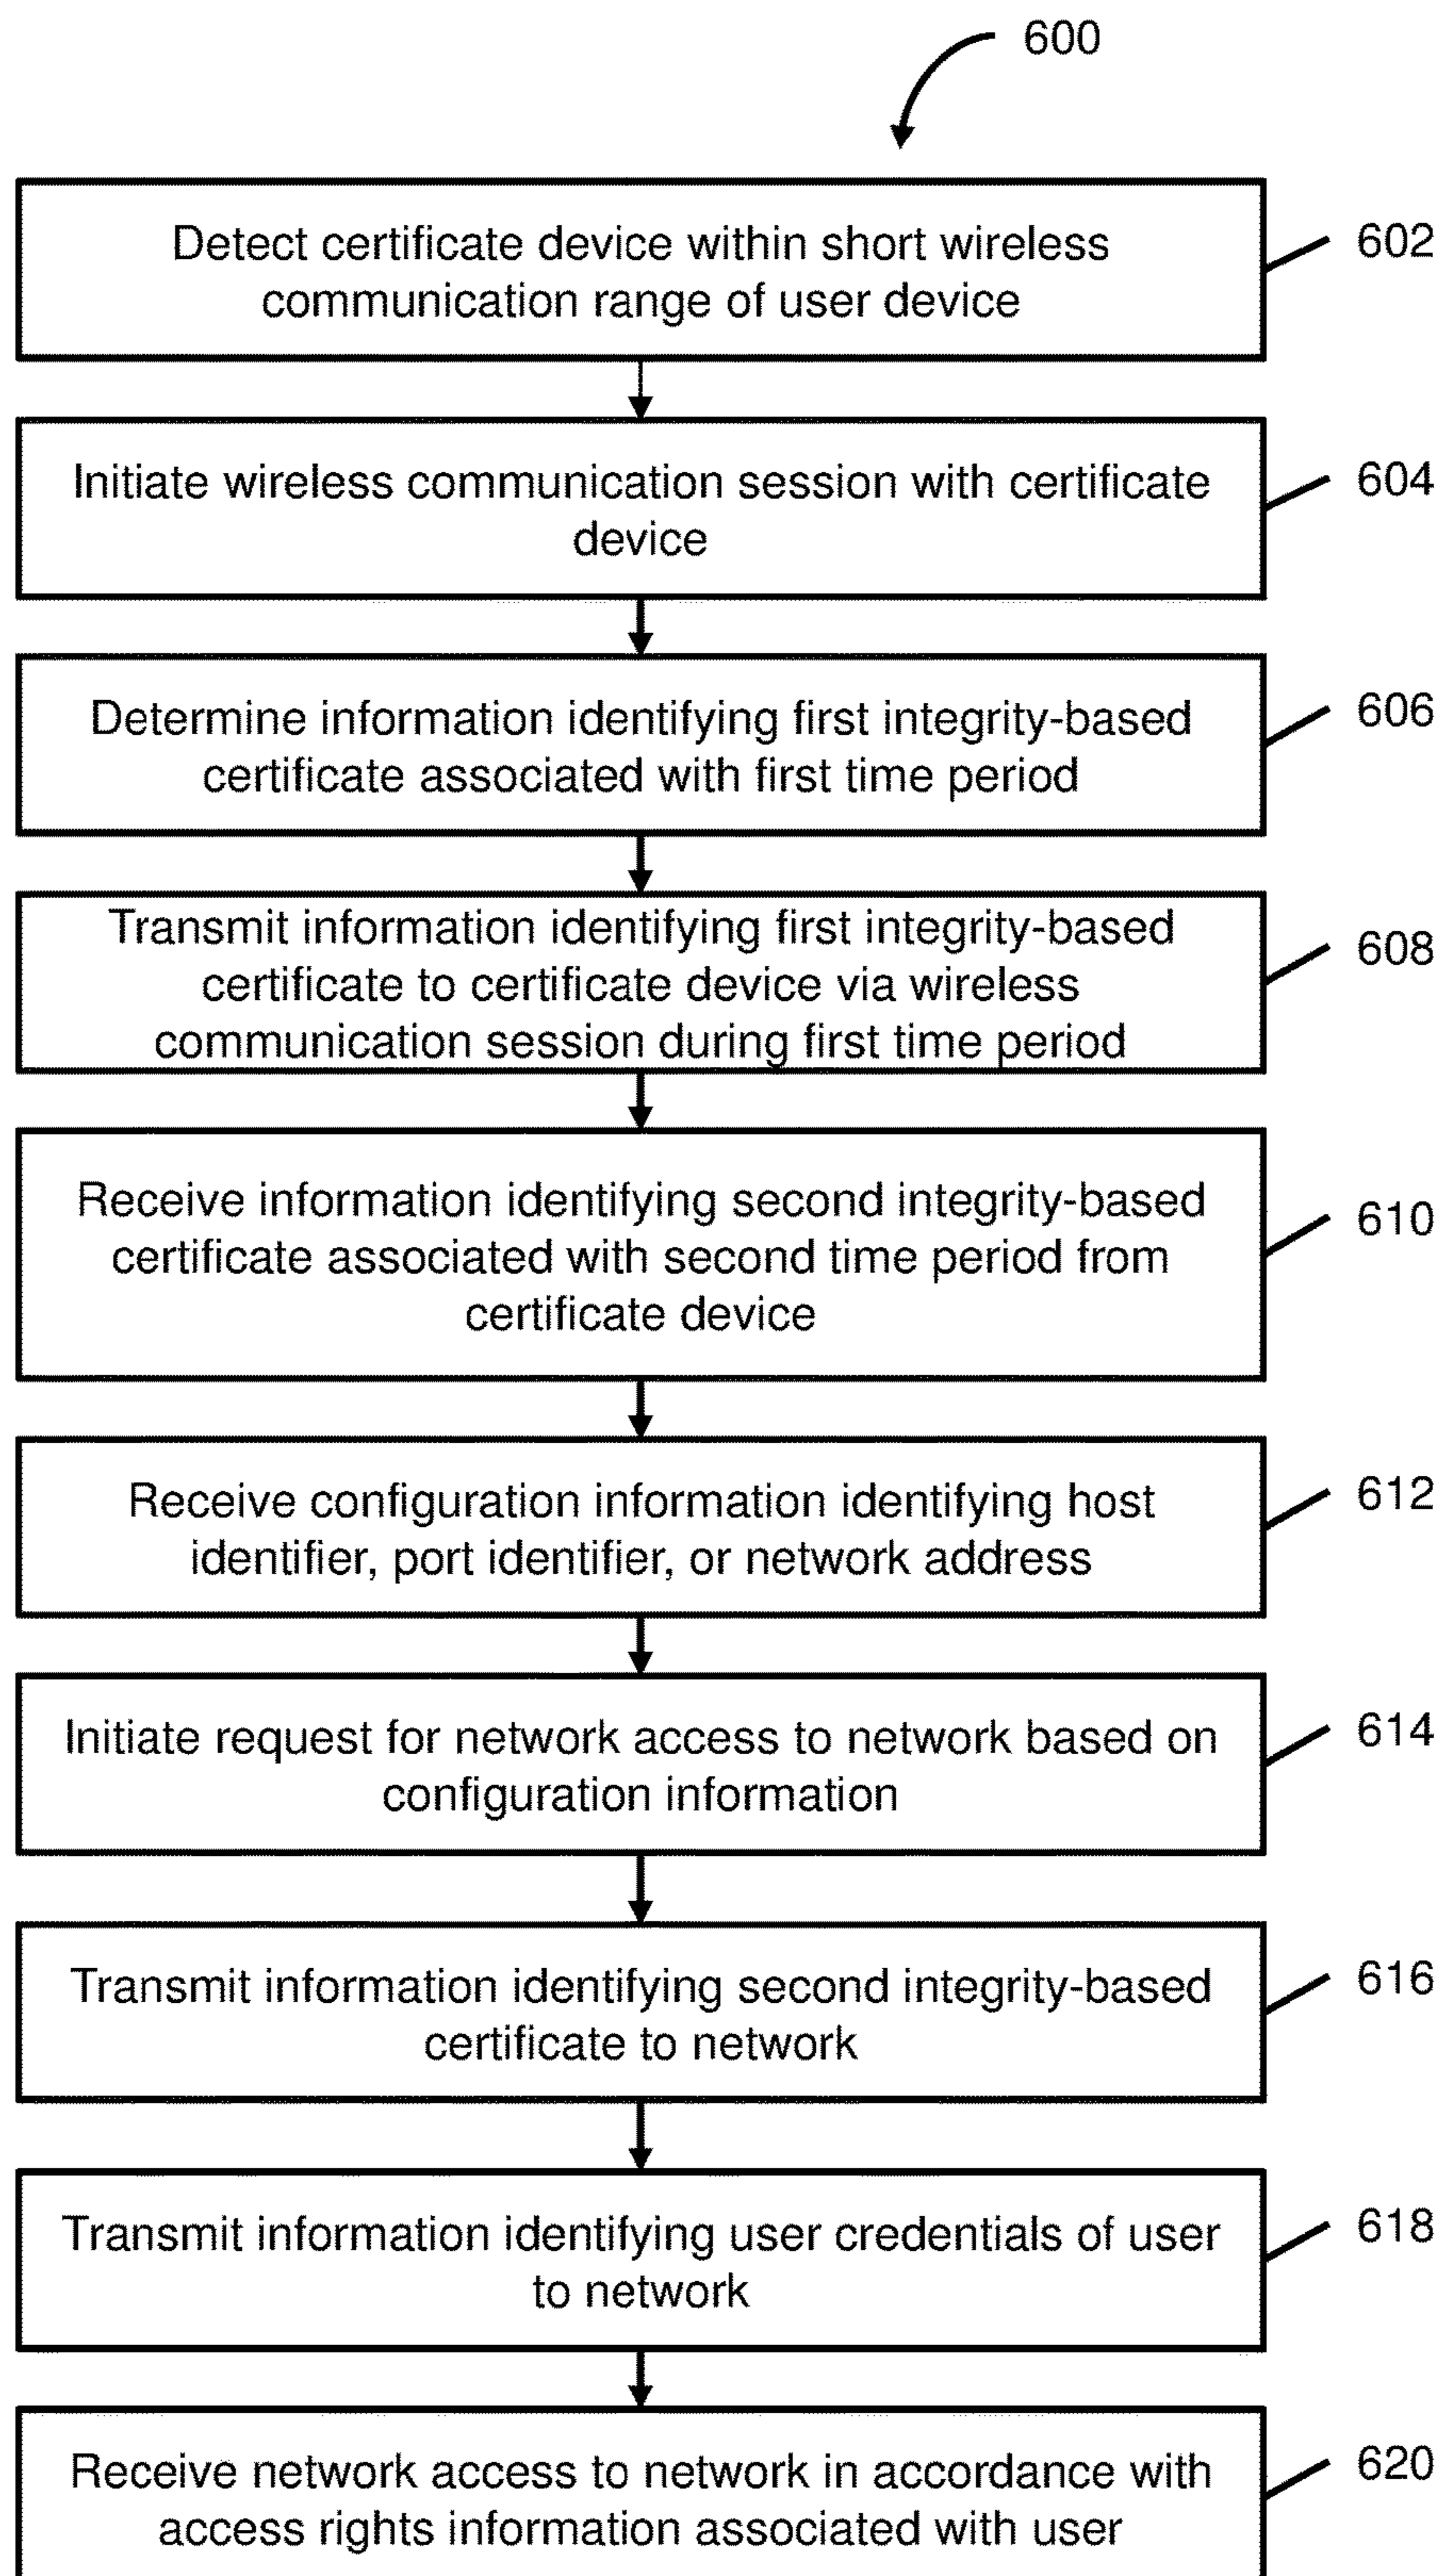 600
Detect certificate device within short wireless
communication range of user device
602
Initiate wireless communication session with certificate
device
604
Determine information identifying first integrity-based
certificate associated with first time period
606
Transmit information identifying first integrity-based
certificate to certificate device via wireless
communication session during first time period
608
Receive information identifying second integrity-based
certificate associated with second time period from
certificate device
610
Receive configuration information identifying host
identifier, port identifier, or network address
612
Initiate request for network access to network based on
configuration information
614
Transmit information identifying second integrity-based
certificate to network
616
Transmit information identifying user credentials of user
to network
618
Receive network access to network in accordance with
access rights information associated with user
620